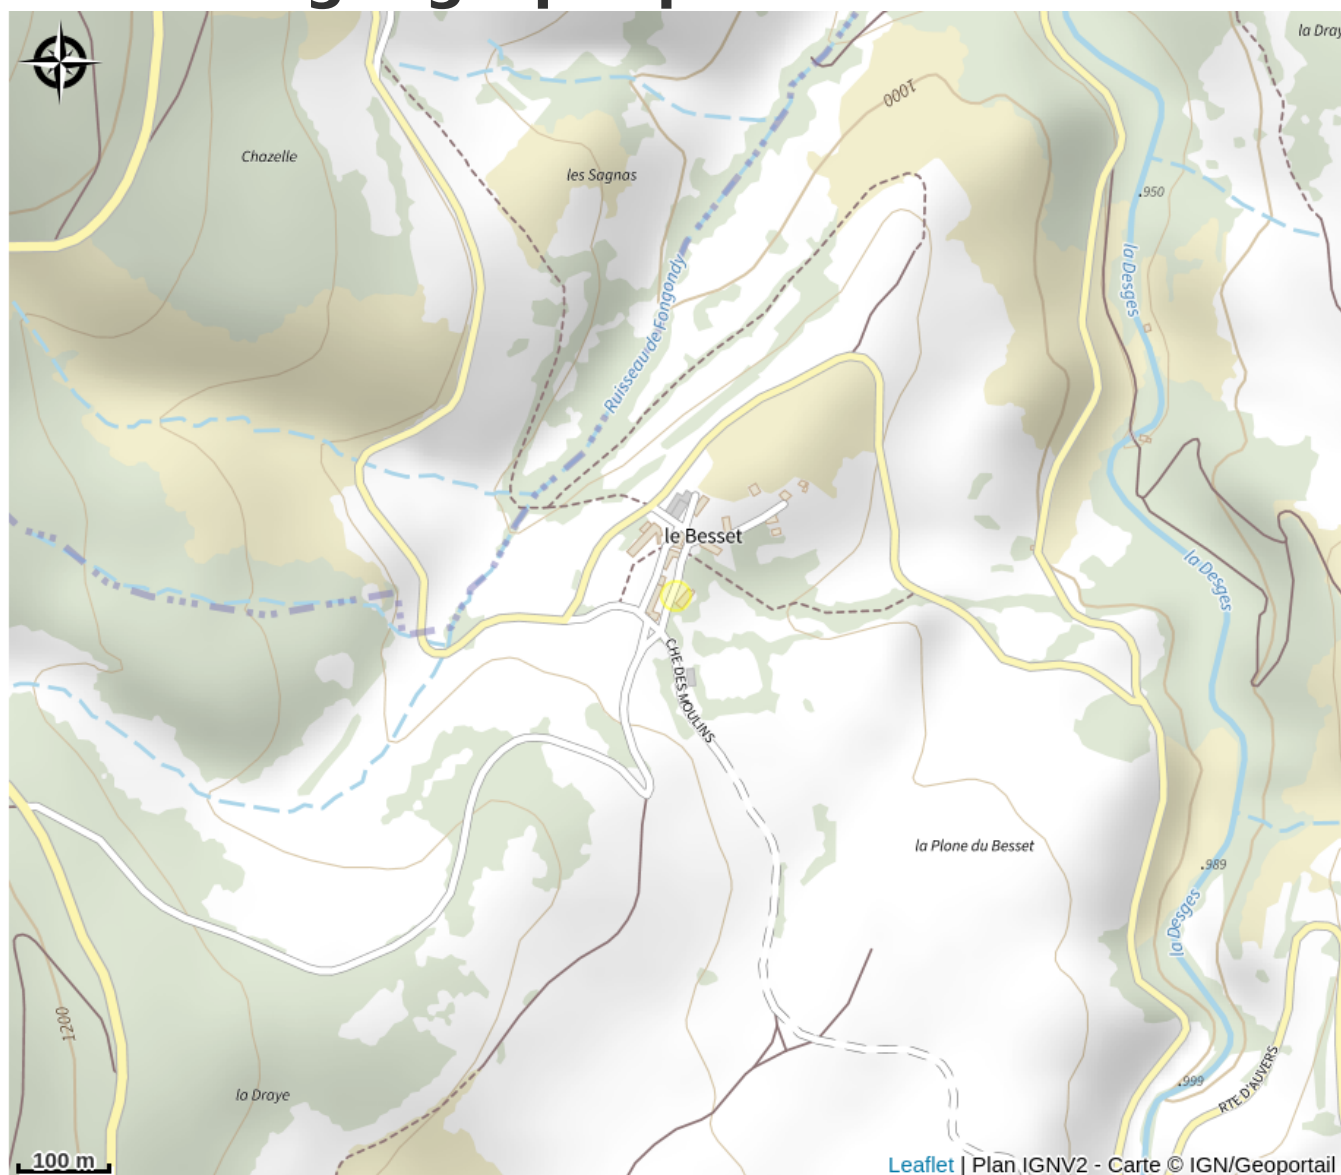 la Dray
1000
Chazelle
les Sagnas
.950
la Desges
Ruisseau de Fongondy
le Besset
la Desges
CHE DES MOULINS
la Plone du Besset
.989
la Desges
1200
.999
RTE D'AUVERS
la Draye
100 m
Leaflet | Plan IGNV2 - Carte © IGN/Geoportail